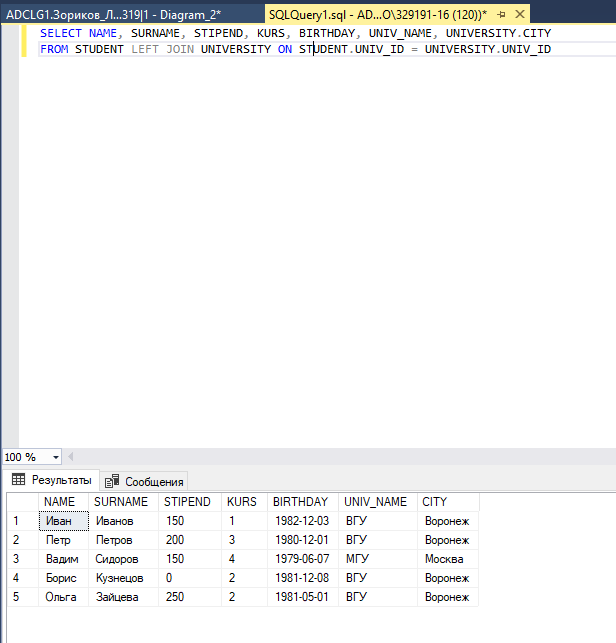 ADCLG1.Зориков_Л...319|1 - Diagram_2* SQLQuery1.sql - AD...O\329191-16 (120))*
SELECT NAME, SURNAME, STIPEND, KURS, BIRTHDAY, UNIV_NAME, UNIVERSITY.CITY
FROM STUDENT LEFT JOIN UNIVERSITY ON STUDENT.UNIV_ID = UNIVERSITY.UNIV_ID
100 %
Результаты Сообщения
NAME SURNAME STIPEND KURS BIRTHDAY UNIV_NAME CITY
1 Иван Иванов 150 1 1982-12-03 ВГУ Воронеж
2 Петр Петров 200 3 1980-12-01 ВГУ Воронеж
3 Вадим Сидоров 150 4 1979-06-07 МГУ Москва
4 Борис Кузнецов 0 2 1981-12-08 ВГУ Воронеж
5 Ольга Зайцева 250 2 1981-05-01 ВГУ Воронеж